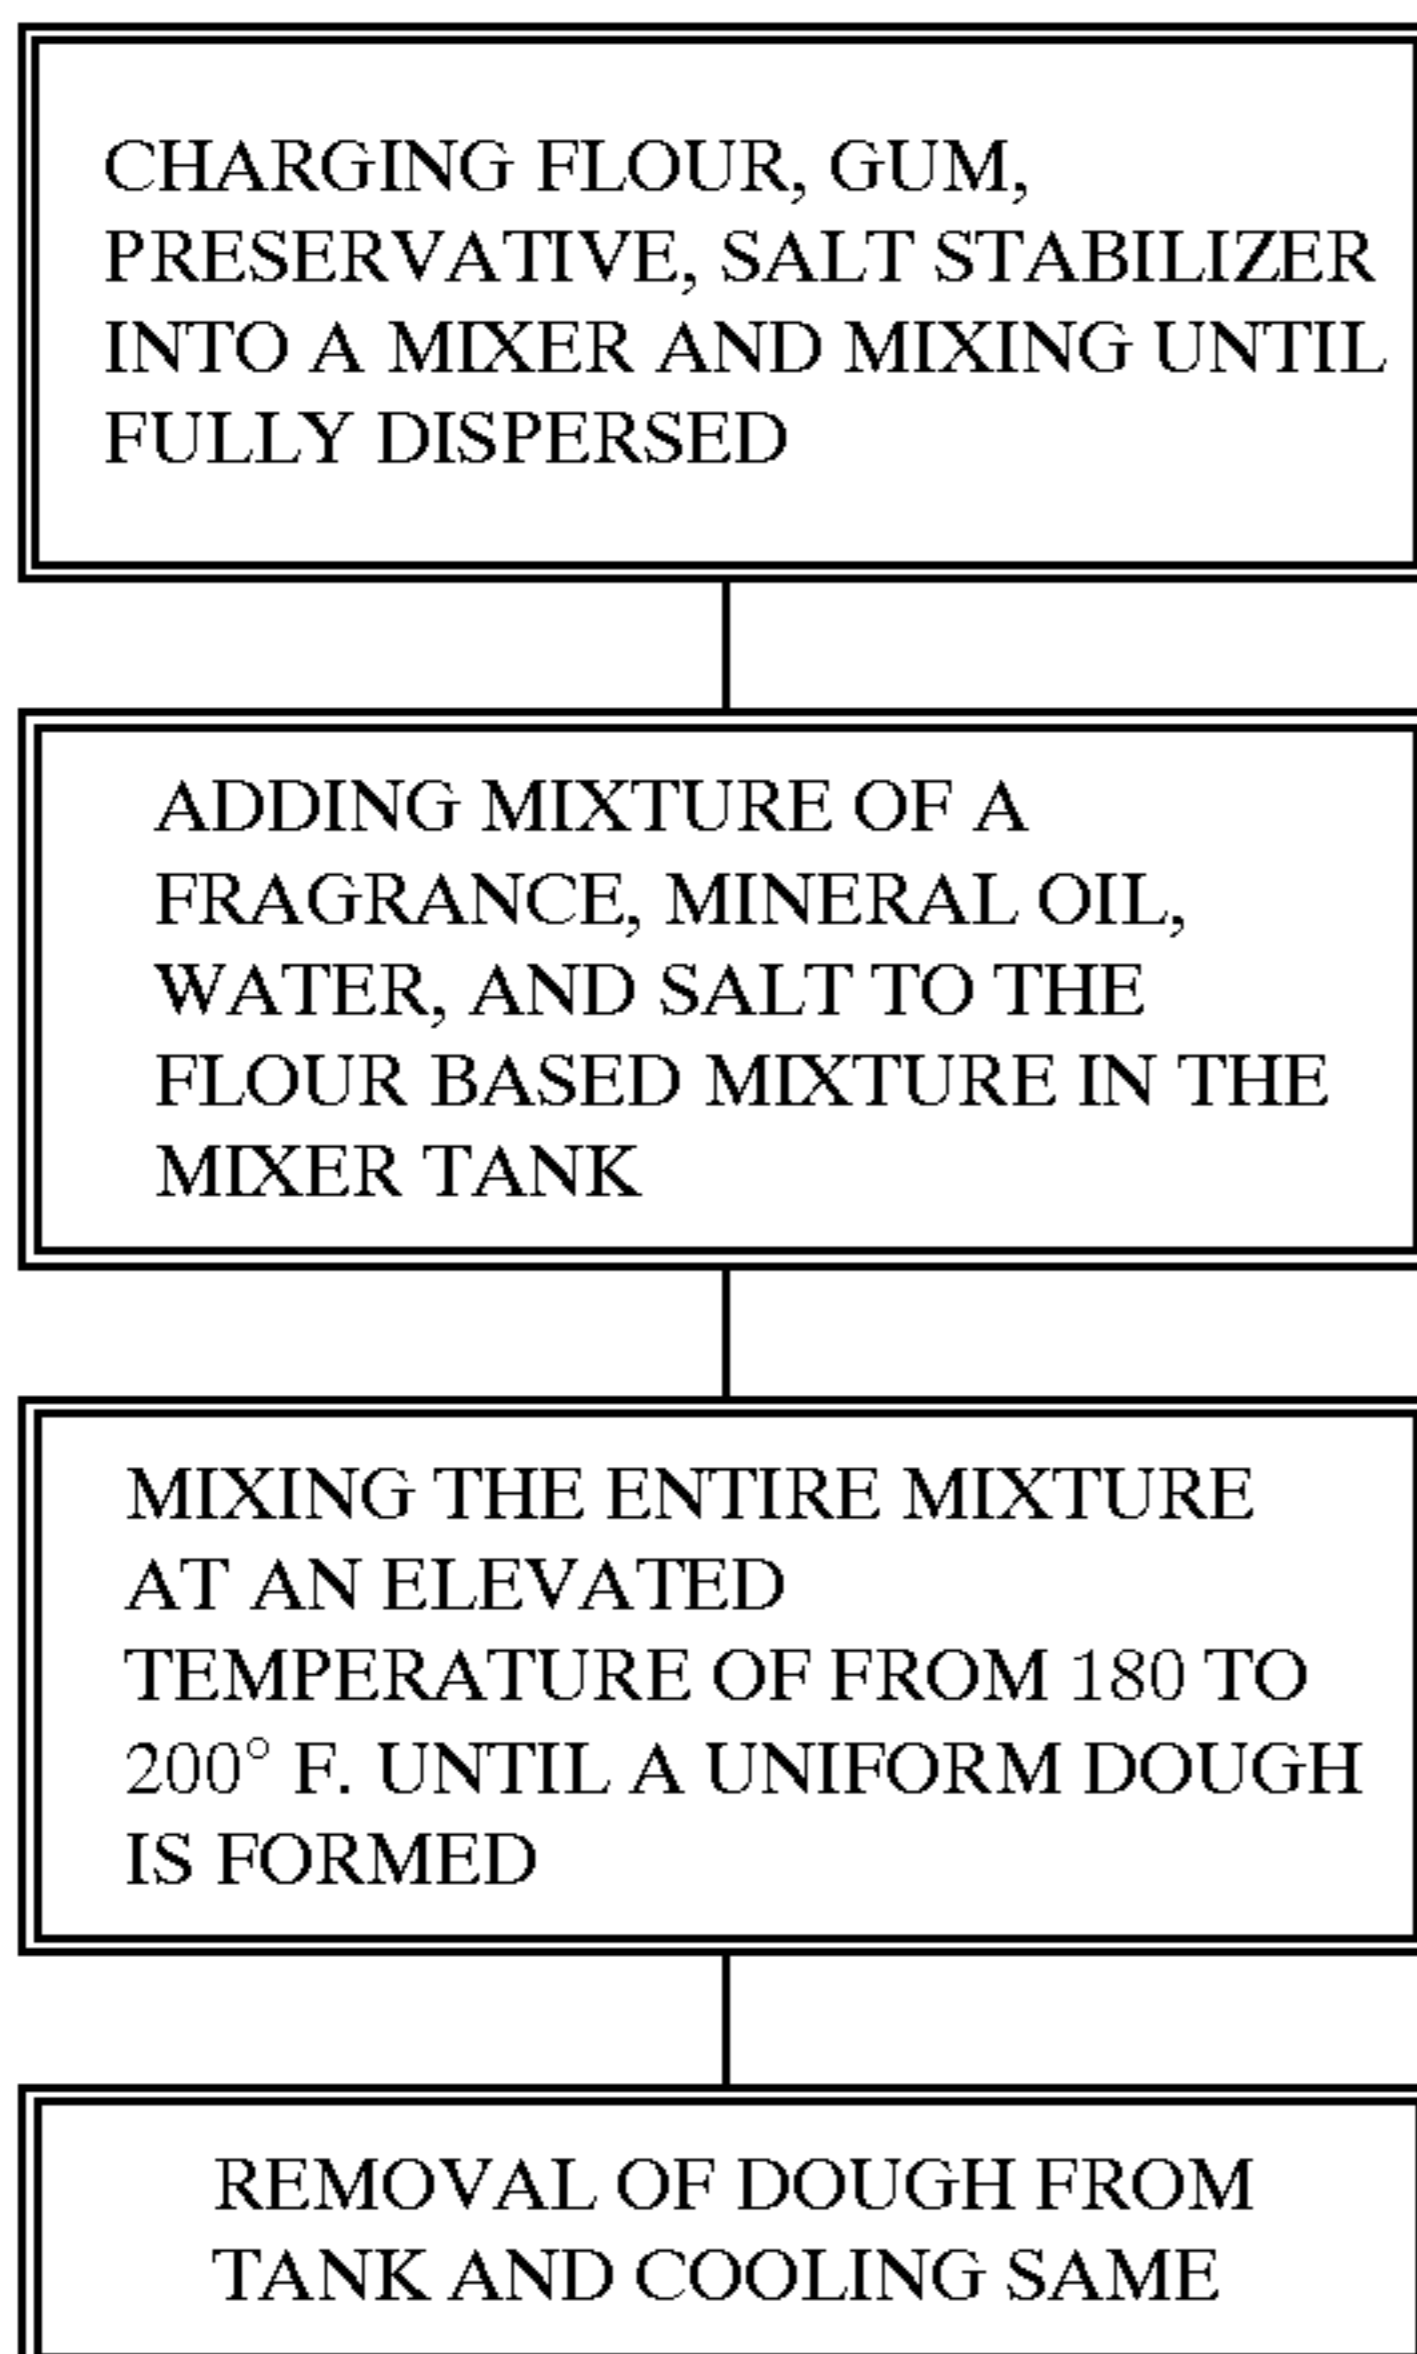 CHARGING FLOUR, GUM,
PRESERVATIVE, SALT STABILIZER
INTO A MIXER AND MIXING UNTIL
FULLY DISPERSED
ADDING MIXTURE OF A
FRAGRANCE, MINERAL OIL,
WATER, AND SALT TO THE
FLOUR BASED MIXTURE IN THE
MIXER TANK
MIXING THE ENTIRE MIXTURE
AT AN ELEVATED
TEMPERATURE OF FROM 180 TO
200° F. UNTIL A UNIFORM DOUGH
IS FORMED
REMOVAL OF DOUGH FROM
TANK AND COOLING SAME